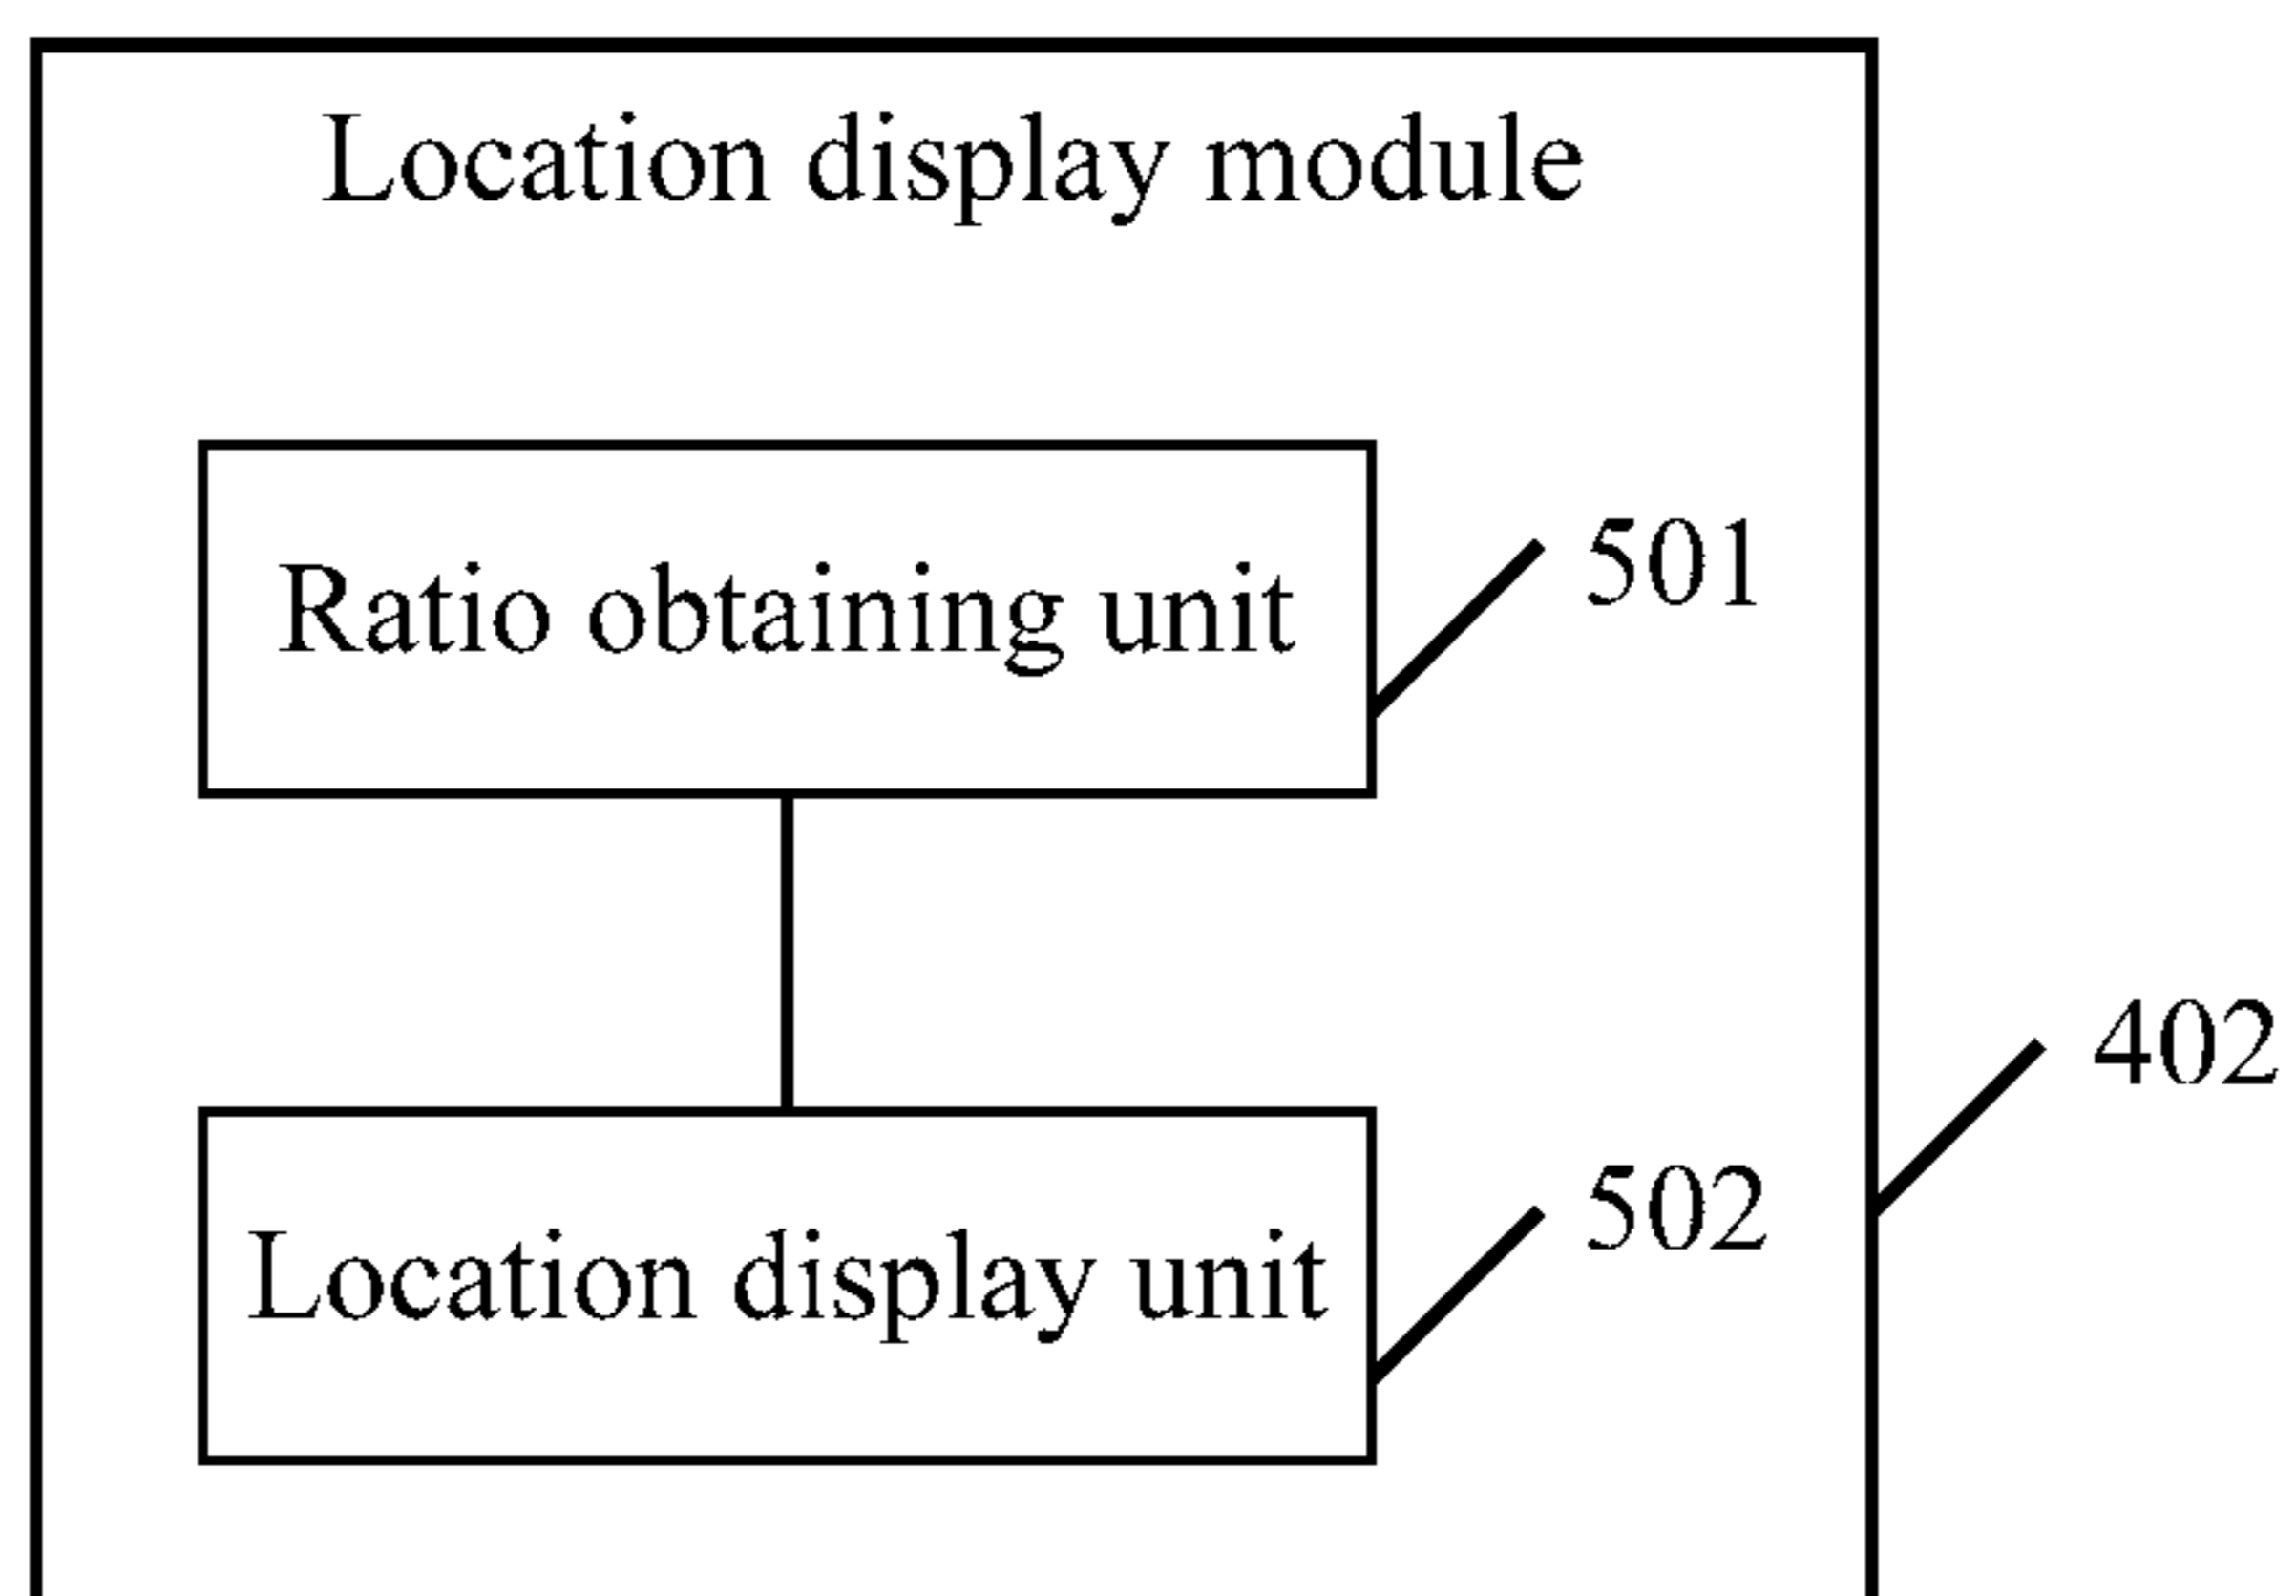 Location display module
Ratio obtaining unit
501
402
Location display unit
502